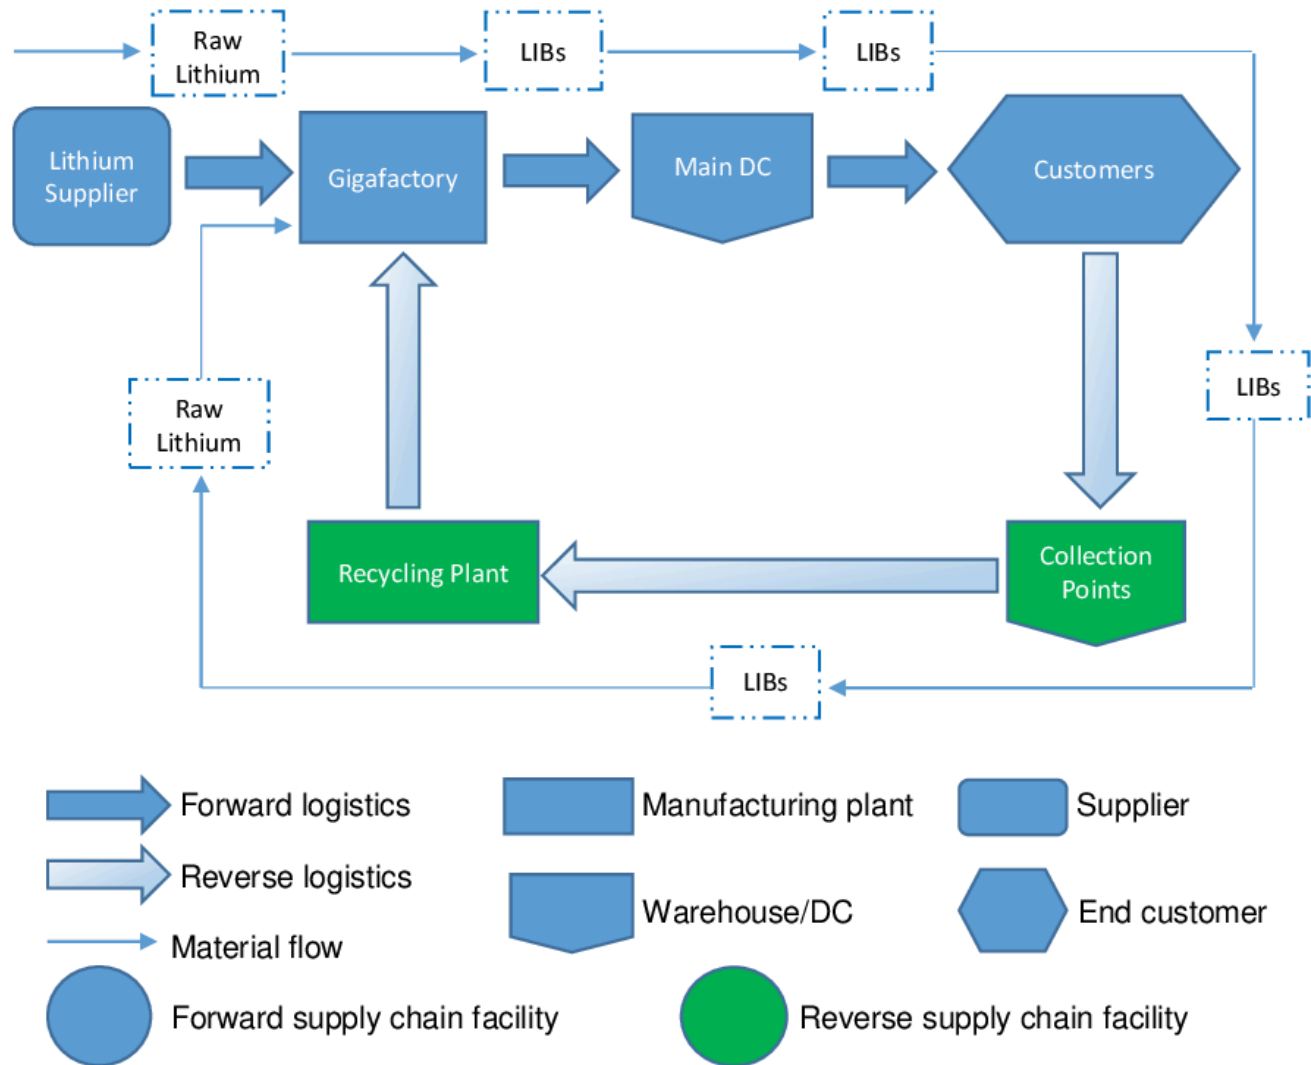 Raw
Lithium
LIBs
LIBs
Lithium
Supplier
Gigafactory
Main DC
Customers
LIBs
Raw
Lithium
Recycling Plant
Collection
Points
LIBs
Forward logistics
Manufacturing plant
Supplier
Reverse logistics
Warehouse/DC
End customer
Material flow
Forward supply chain facility
Reverse supply chain facility